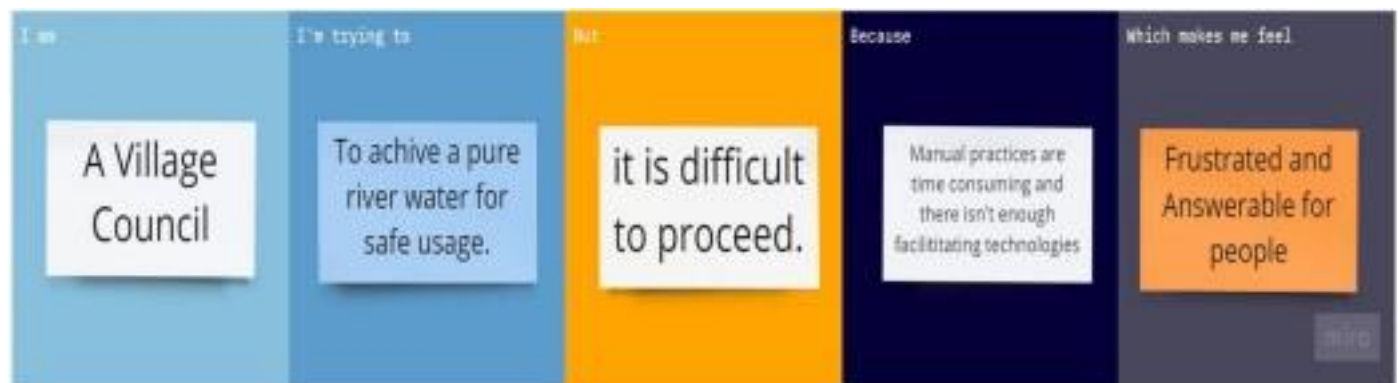 I am
I'm trying to
But
Because
Which makes me feel
A Village
Council
To achive a pure
river water for
safe usage.
it is difficult
to proceed.
Manual practices are
time consuming and
there isn't enough
facilititating technologies
Frustrated and
Answerable for
people
miro